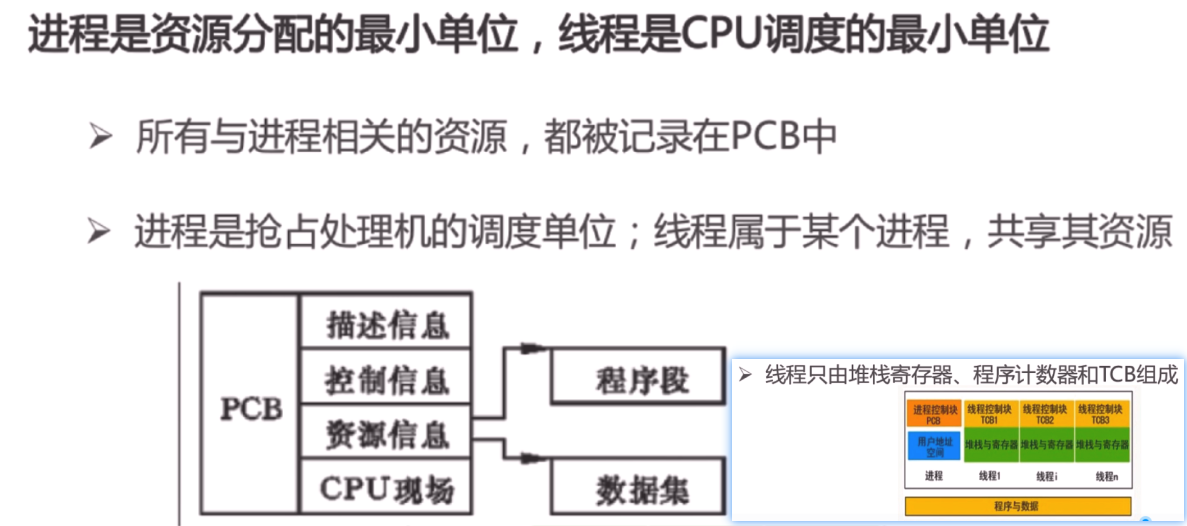 进程是资源分配的最小单位，线程是CPU调度的最小单位
所有与进程相关的资源，都被记录在PCB中
进程是抢占处理机的调度单位；线程属于某个进程，共享其资源
PCB
描述信息
控制信息
资源信息
CPU现场
程序段
数据集
线程只由堆栈寄存器、程序计数器和TCB组成
进程控制块 PCB
线程控制块 TCB1
线程控制块 TCB2
线程控制块 TCB3
用户地址空间
堆栈与寄存器
堆栈与寄存器
堆栈与寄存器
进程
线程1
线程i
线程n
程序与数据